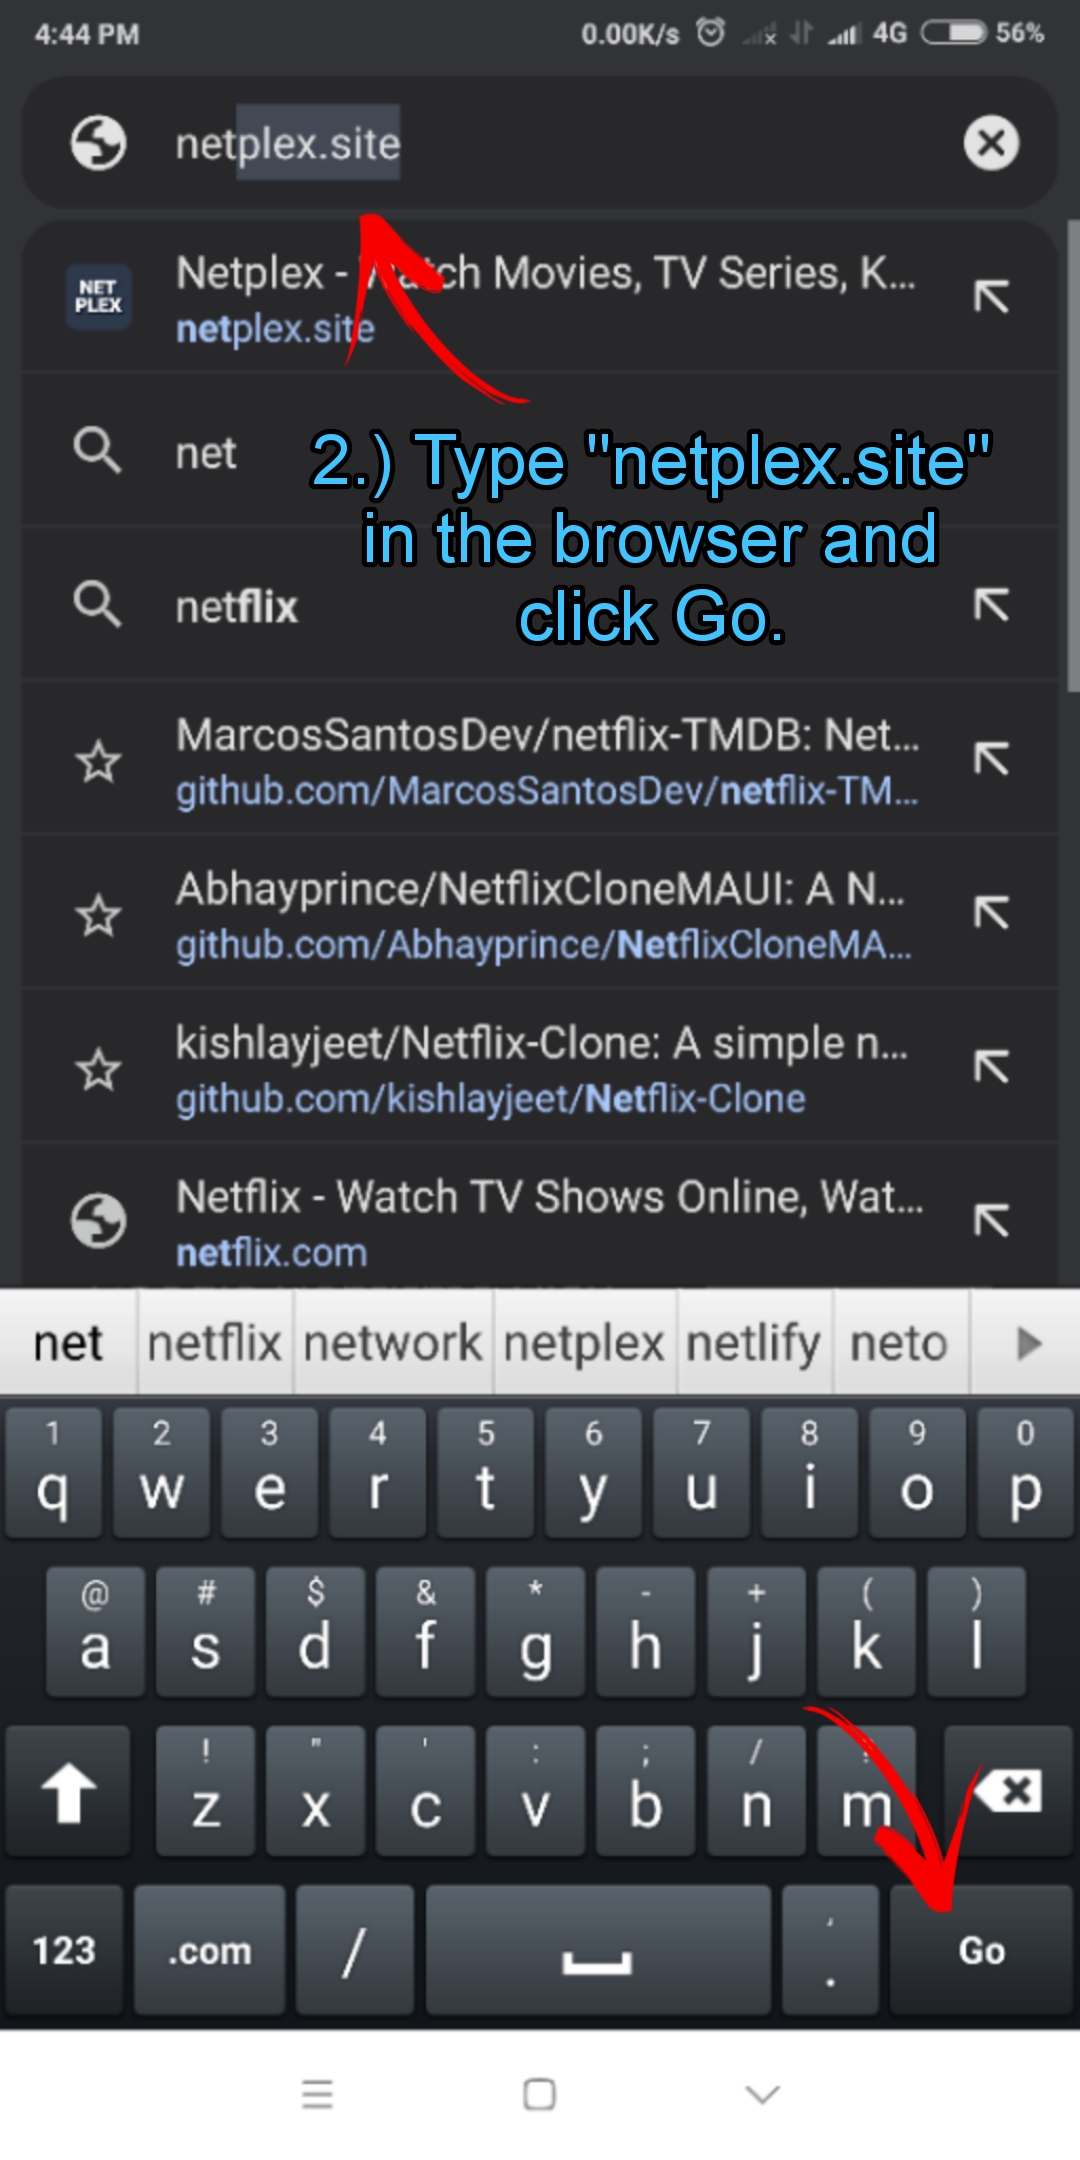 4:44 PM 0.00K/s 4G 56%
netplex.site
NET
PLEX
Netplex - Watch Movies, TV Series, K...
netplex.site
net
2.) Type "netplex.site"
in the browser and
click Go.
netflix
MarcosSantosDev/netflix-TMDB: Net...
github.com/MarcosSantosDev/netflix-TM...
Abhayprince/NetflixCloneMAUI: A N...
github.com/Abhayprince/NetflixCloneMA...
kishlayjeet/Netflix-Clone: A simple n...
github.com/kishlayjeet/Netflix-Clone
Netflix - Watch TV Shows Online, Wat...
netflix.com
net netflix network netplex netlify neto
1 2 3 4 5 6 7 8 9 0
q w e r t y u i o p
@ # $ & * - + ( )
a s d f g h j k l
! " ' : ; /
z x c v b n m
123 .com / , . Go